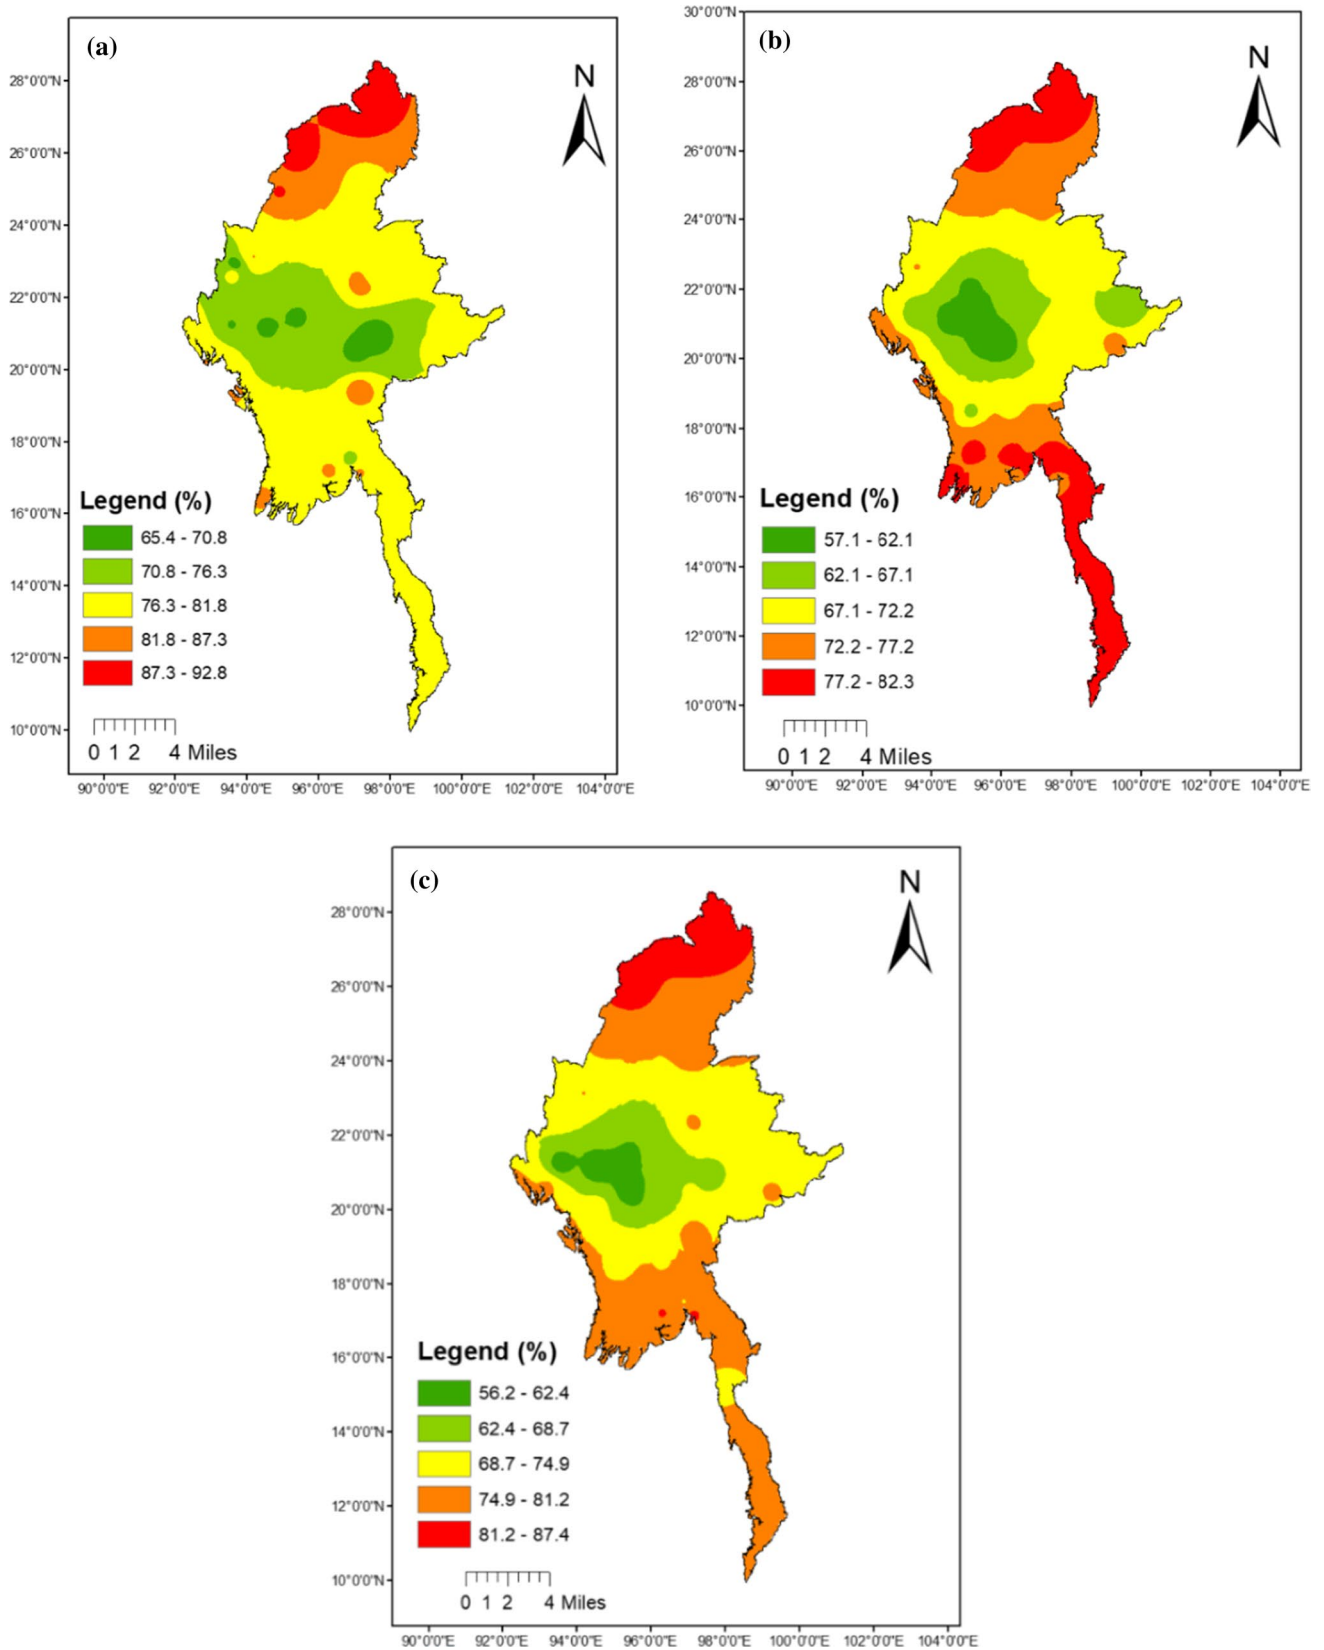 (a)
N
28°0'0"N
26°0'0"N
24°0'0"N
22°0'0"N
20°0'0"N
18°0'0"N
16°0'0"N
14°0'0"N
12°0'0"N
10°0'0"N
Legend (%)
65.4 - 70.8
70.8 - 76.3
76.3 - 81.8
81.8 - 87.3
87.3 - 92.8
0 1 2 4 Miles
90°0'0"E 92°0'0"E 94°0'0"E 96°0'0"E 98°0'0"E 100°0'0"E 102°0'0"E 104°0'0"E
(b)
N
30°0'0"N
28°0'0"N
26°0'0"N
24°0'0"N
22°0'0"N
20°0'0"N
18°0'0"N
16°0'0"N
14°0'0"N
12°0'0"N
10°0'0"N
Legend (%)
57.1 - 62.1
62.1 - 67.1
67.1 - 72.2
72.2 - 77.2
77.2 - 82.3
0 1 2 4 Miles
90°0'0"E 92°0'0"E 94°0'0"E 96°0'0"E 98°0'0"E 100°0'0"E 102°0'0"E 104°0'0"E
(c)
N
28°0'0"N
26°0'0"N
24°0'0"N
22°0'0"N
20°0'0"N
18°0'0"N
16°0'0"N
14°0'0"N
12°0'0"N
10°0'0"N
Legend (%)
56.2 - 62.4
62.4 - 68.7
68.7 - 74.9
74.9 - 81.2
81.2 - 87.4
0 1 2 4 Miles
90°0'0"E 92°0'0"E 94°0'0"E 96°0'0"E 98°0'0"E 100°0'0"E 102°0'0"E 104°0'0"E